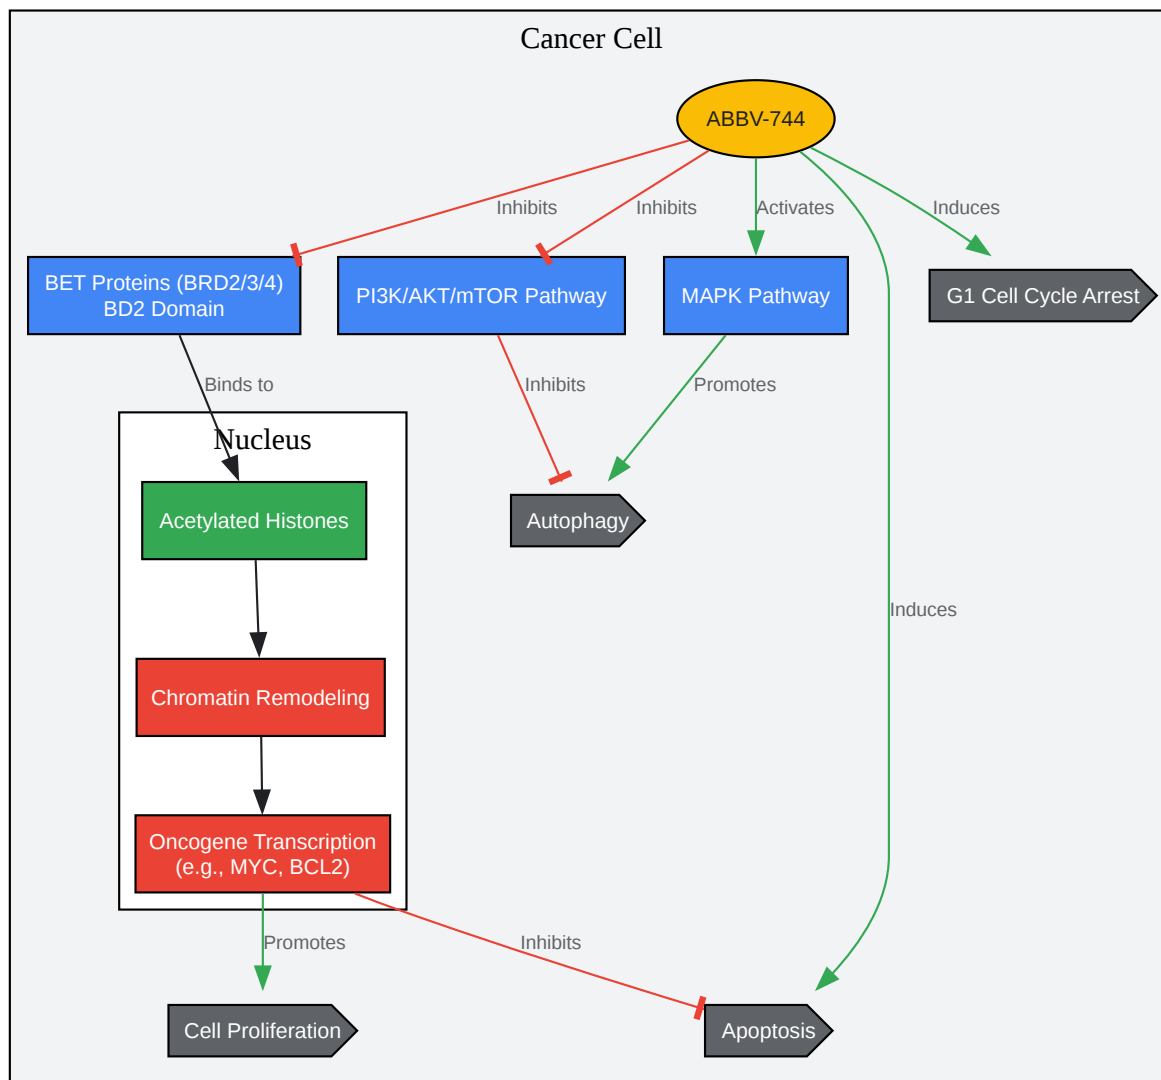 Cancer Cell
ABBV-744
Inhibits
Inhibits
Activates
Induces
BET Proteins (BRD2/3/4)
BD2 Domain
PI3K/AKT/mTOR Pathway
MAPK Pathway
G1 Cell Cycle Arrest
Binds to
Inhibits
Promotes
Nucleus
Acetylated Histones
Autophagy
Induces
Chromatin Remodeling
Oncogene Transcription
(e.g., MYC, BCL2)
Promotes
Inhibits
Cell Proliferation
Apoptosis